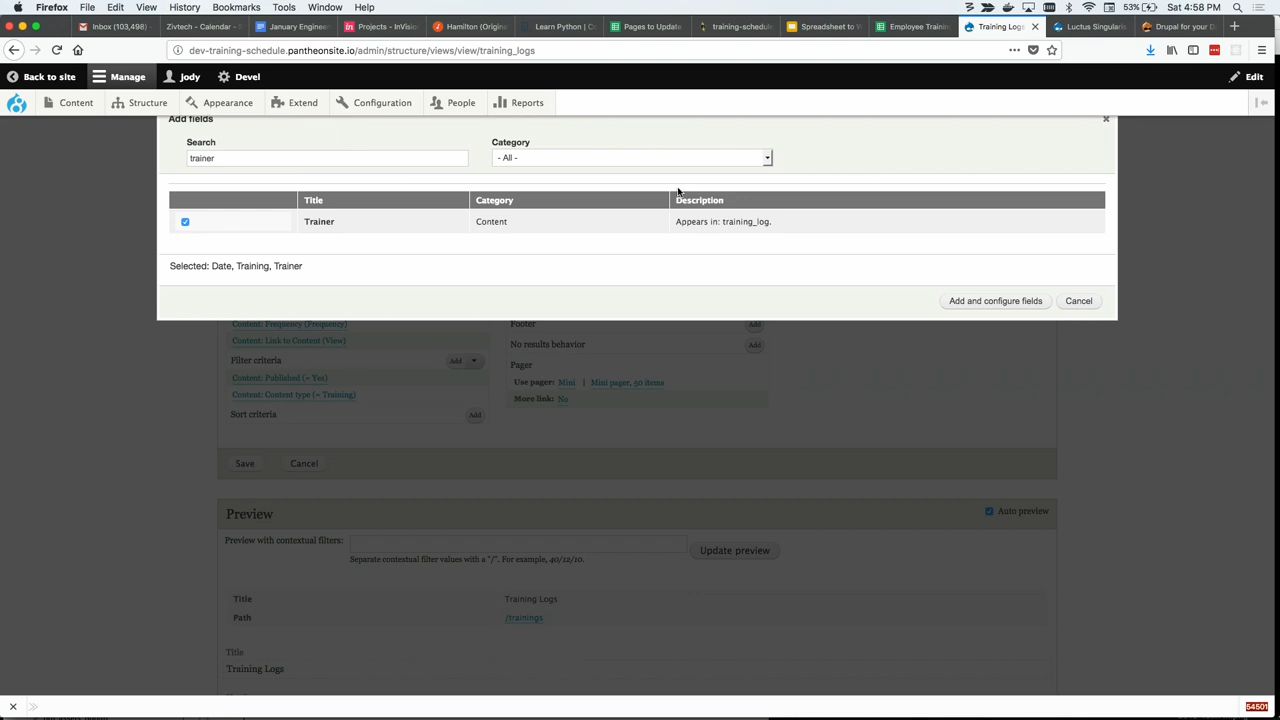 Firefox File Edit View History Bookmarks Tools Window Help 53% Sat 4:58 PM
Inbox (103,498) Zivtech - Calendar January Engineer Projects - InVisi Hamilton (Origin Learn Python | Co Pages to Update training-schedule Spreadsheet to W Employee Training Training Logs Luctus Singularis Drupal for your D
dev-training-schedule.pantheonsite.io/admin/structure/views/view/training_logs
Back to site Manage Jody Devel Edit
Content Structure Appearance Extend Configuration People Reports
Add fields
Search Category
trainer - All -
Title Category Description
Trainer Content Appears in: training_log.
Selected: Date, Training, Trainer
Add and configure fields Cancel
Content: Frequency (Frequency) Footer Add
Content: Link to Content (View)
No results behavior Add
Filter criteria Add
Pager
Content: Published (= Yes) Use pager: Mini | Mini pager, 50 items
Content: Content type (= Training) More link: No
Sort criteria Add
Save Cancel
Preview Auto preview
Preview with contextual filters: Update preview
Separate contextual filter values with a "/". For example, 40/12/10.
Title Training Logs
Path /trainings
Title
Training Logs
54501